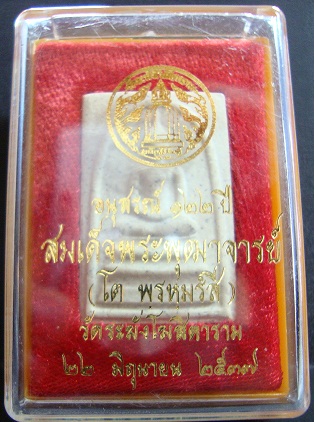 อนุสรณ์ ๑๒๒ ปี
สมเด็จพระพุฒาจารย์
(โต พรหมรํสี)
วัดระฆังโฆสิตาราม
๒๒ มิถุนายน ๒๕๓๗